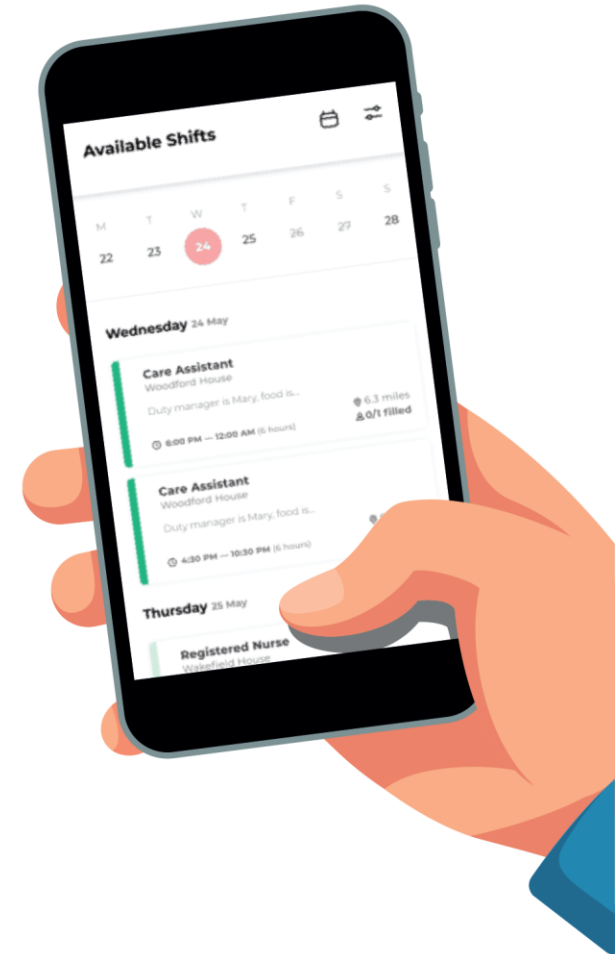 Available Shifts
M T W T F S S
22 23 24 25 26 27 28
Wednesday 24 May
Care Assistant
Woodford House
Duty manager is Mary, food is...
6.3 miles
6:00 PM — 12:00 AM (6 hours)
0/1 filled
Care Assistant
Woodford House
Duty manager is Mary, food is...
4:30 PM — 10:30 PM (6 hours)
Thursday 25 May
Registered Nurse
Wakefield House